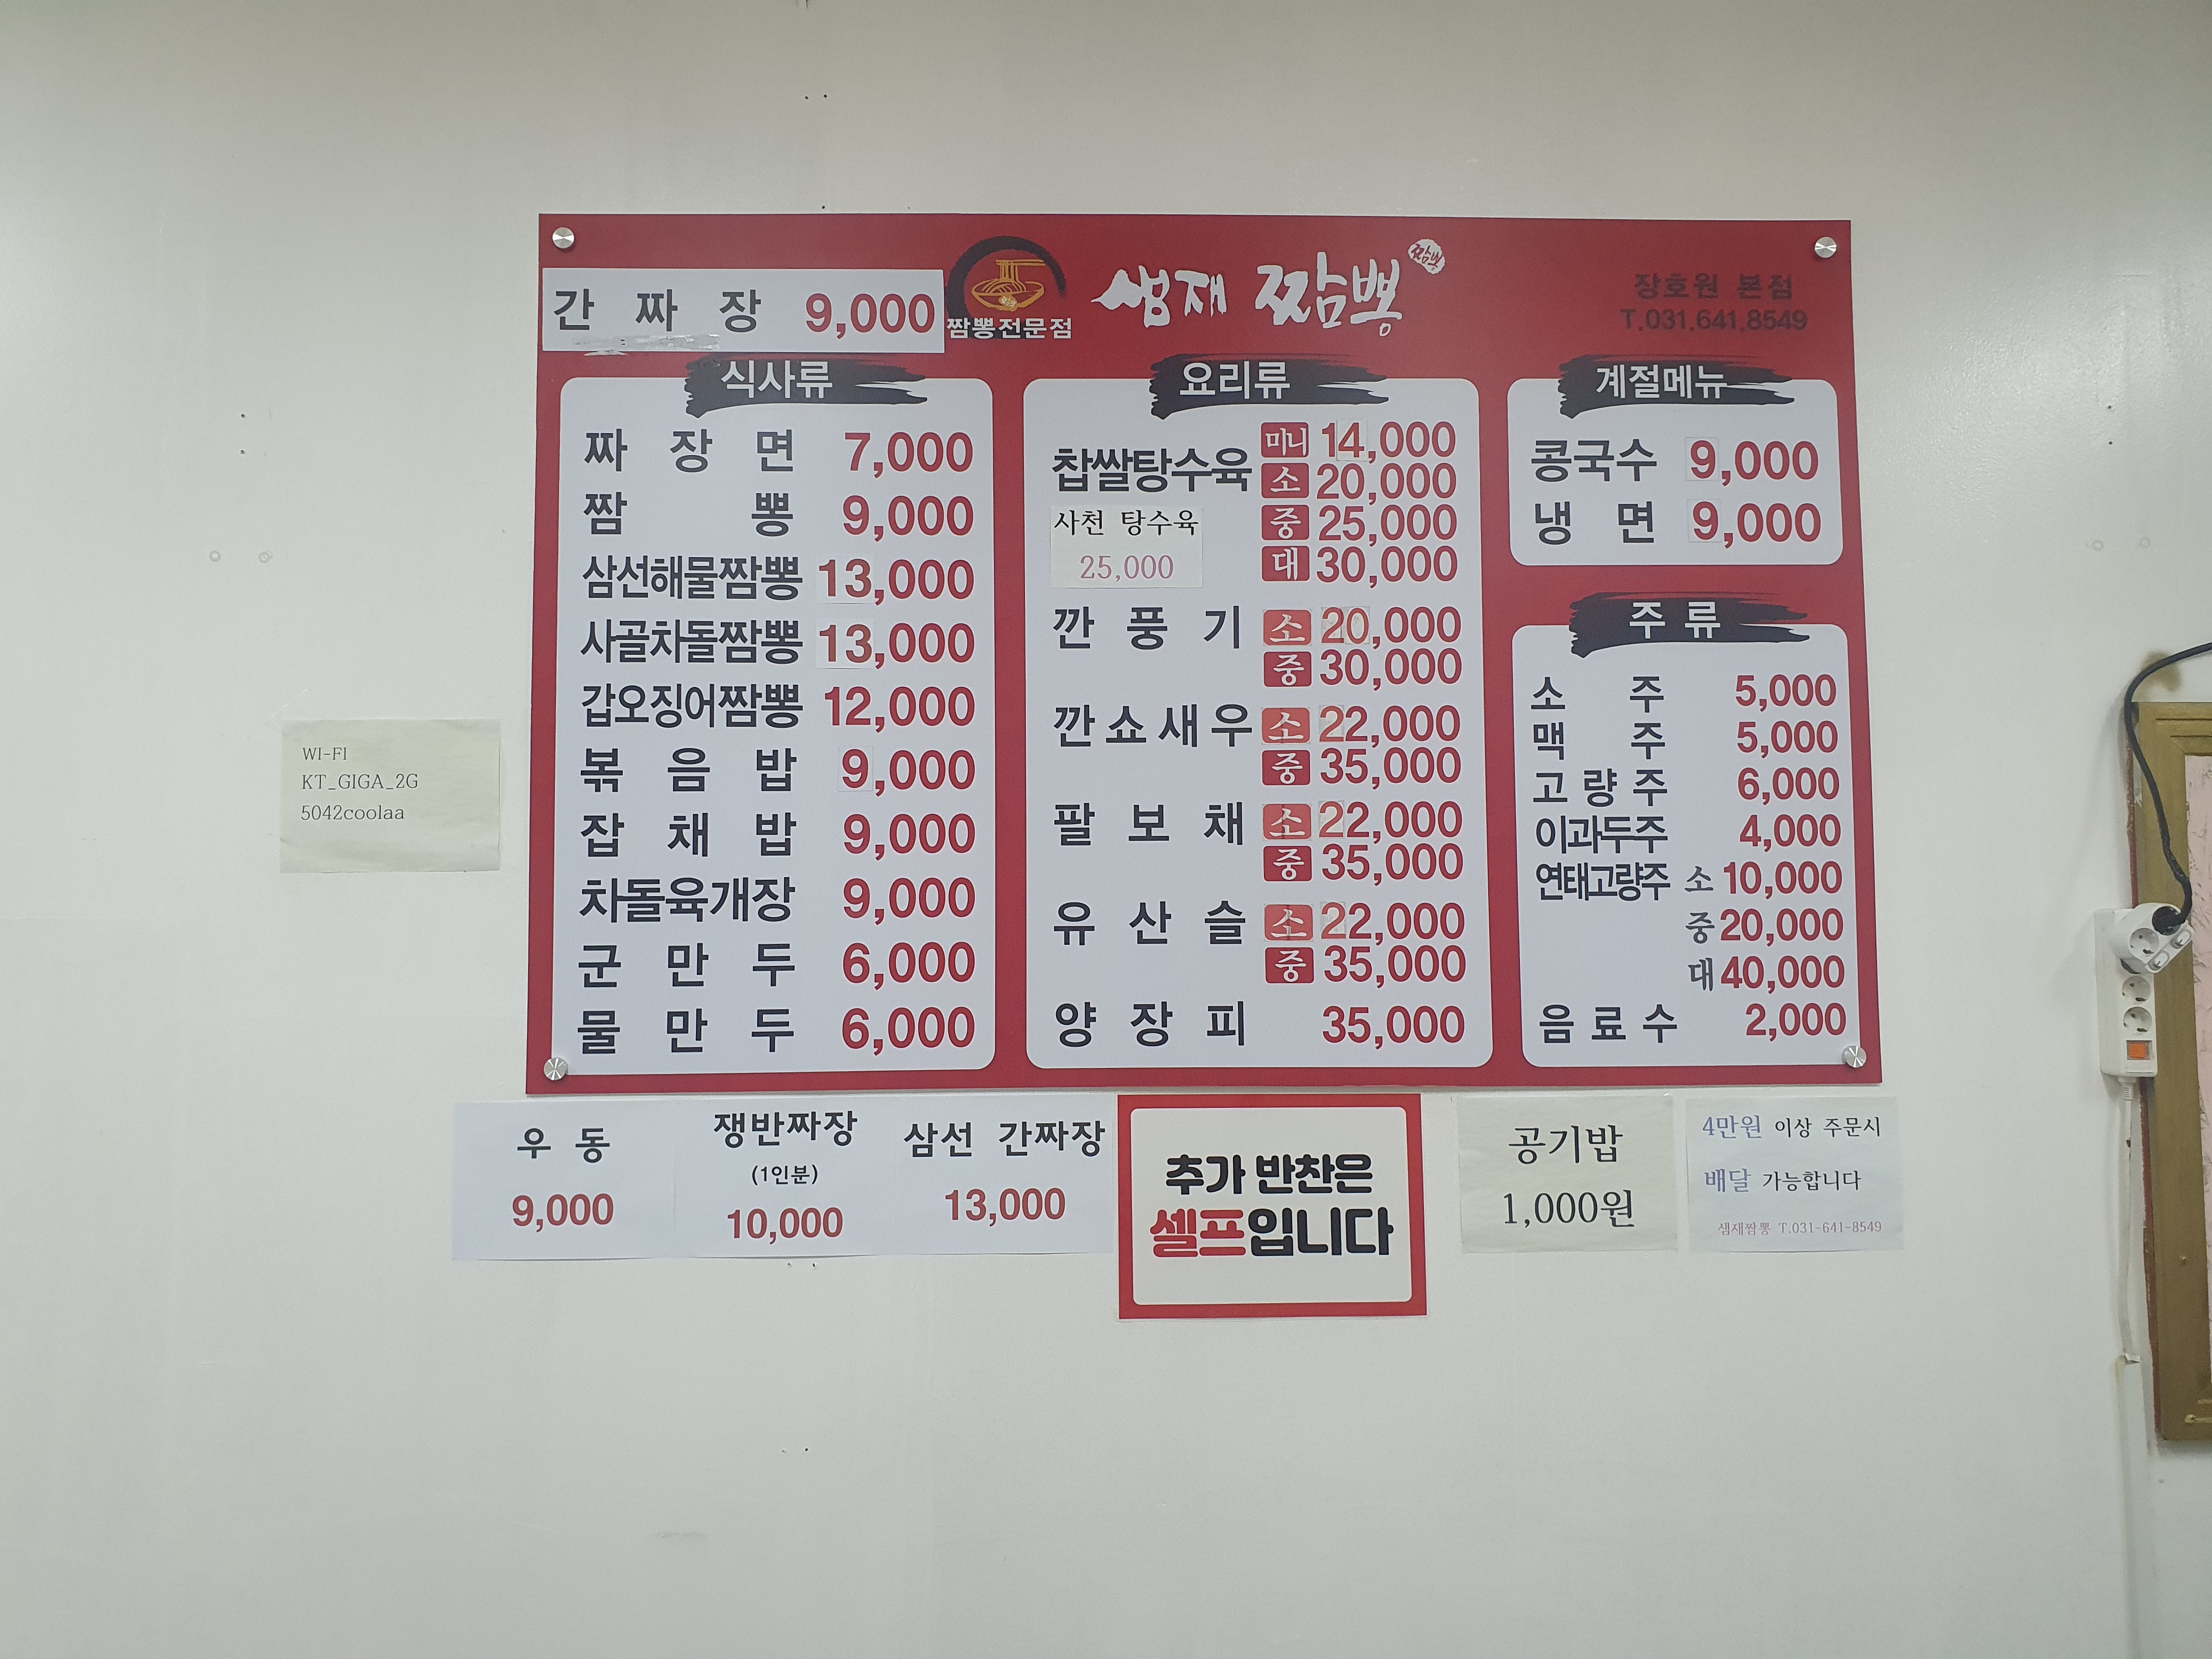 간 짜 장 9,000
짬뽕전문점
샘재 짬뽕
짬뽕
장호원 본점
T.031.641.8549
식사류
짜 장 면 7,000
짬 뽕 9,000
삼선해물짬뽕 13,000
사골차돌짬뽕 13,000
갑오징어짬뽕 12,000
볶 음 밥 9,000
잡 채 밥 9,000
차돌육개장 9,000
군 만 두 6,000
물 만 두 6,000
요리류
찹쌀탕수육 미니 14,000
소 20,000
중 25,000
대 30,000
사천 탕수육
25,000
깐 풍 기 소 20,000
중 30,000
깐쇼새우 소 22,000
중 35,000
팔 보 채 소 22,000
중 35,000
유 산 슬 소 22,000
중 35,000
양 장 피 35,000
계절메뉴
콩국수 9,000
냉 면 9,000
주 류
소 주 5,000
맥 주 5,000
고 량 주 6,000
이과두주 4,000
연태고량주 소 10,000
중 20,000
대 40,000
음 료 수 2,000
WI-FI
KT_GIGA_2G
5042coolaa
우 동
9,000
쟁반짜장
(1인분)
10,000
삼선 간짜장
13,000
추가 반찬은
셀프입니다
공기밥
1,000원
4만원 이상 주문시
배달 가능합니다
샘재짬뽕 T.031-641-8549